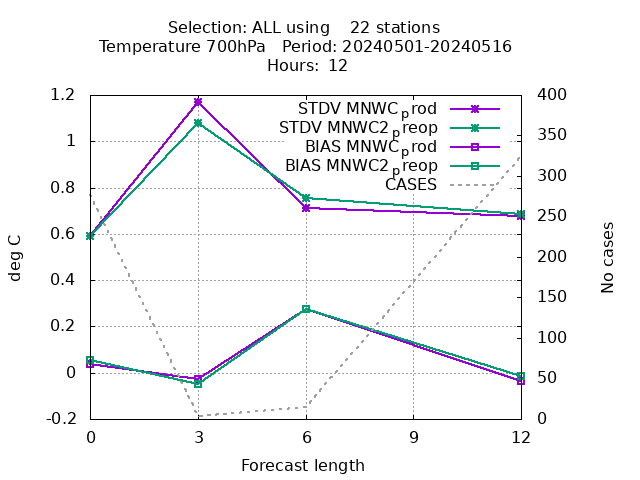 Selection: ALL using    22 stations
Temperature 700hPa   Period: 20240501-20240516
Hours:  12
STDV MNWC_prod
STDV MNWC2_preop
BIAS MNWC_prod
BIAS MNWC2_preop
CASES
1.2
1
0.8
0.6
0.4
0.2
0
-0.2
deg C
400
350
300
250
200
150
100
50
0
No cases
0 3 6 9 12
Forecast length